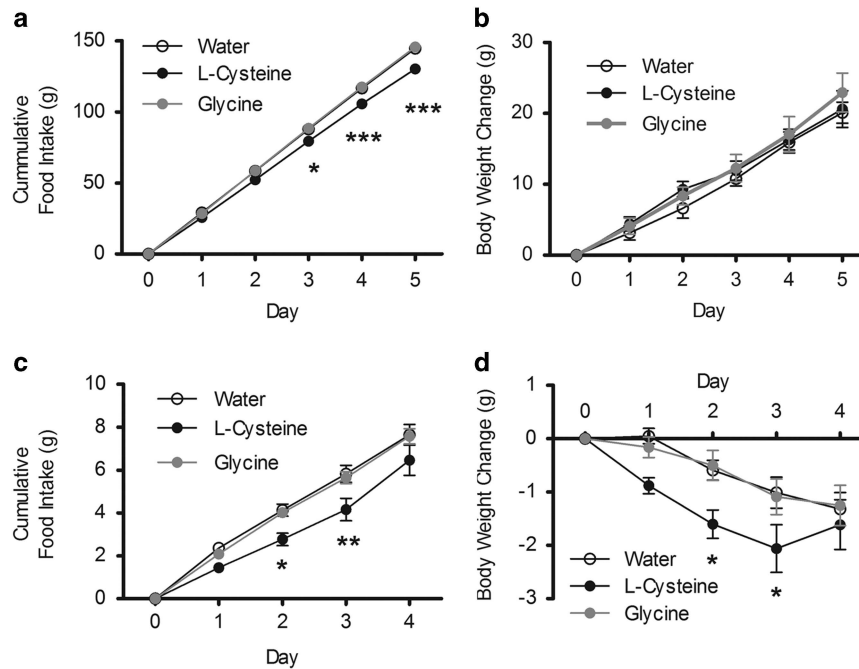 a
150
100
50
0
Cummulative
Food Intake (g)
Water
L-Cysteine
Glycine
*
***
***
0 1 2 3 4 5
Day
b
30
20
10
0
Body Weight Change (g)
Water
L-Cysteine
Glycine
0 1 2 3 4 5
Day
c
10
8
6
4
2
0
Cumulative
Food Intake (g)
Water
L-Cysteine
Glycine
*
**
0 1 2 3 4
Day
d
Day
0 1 2 3 4
1
0
-1
-2
-3
Body Weight Change (g)
*
*
Water
L-Cysteine
Glycine